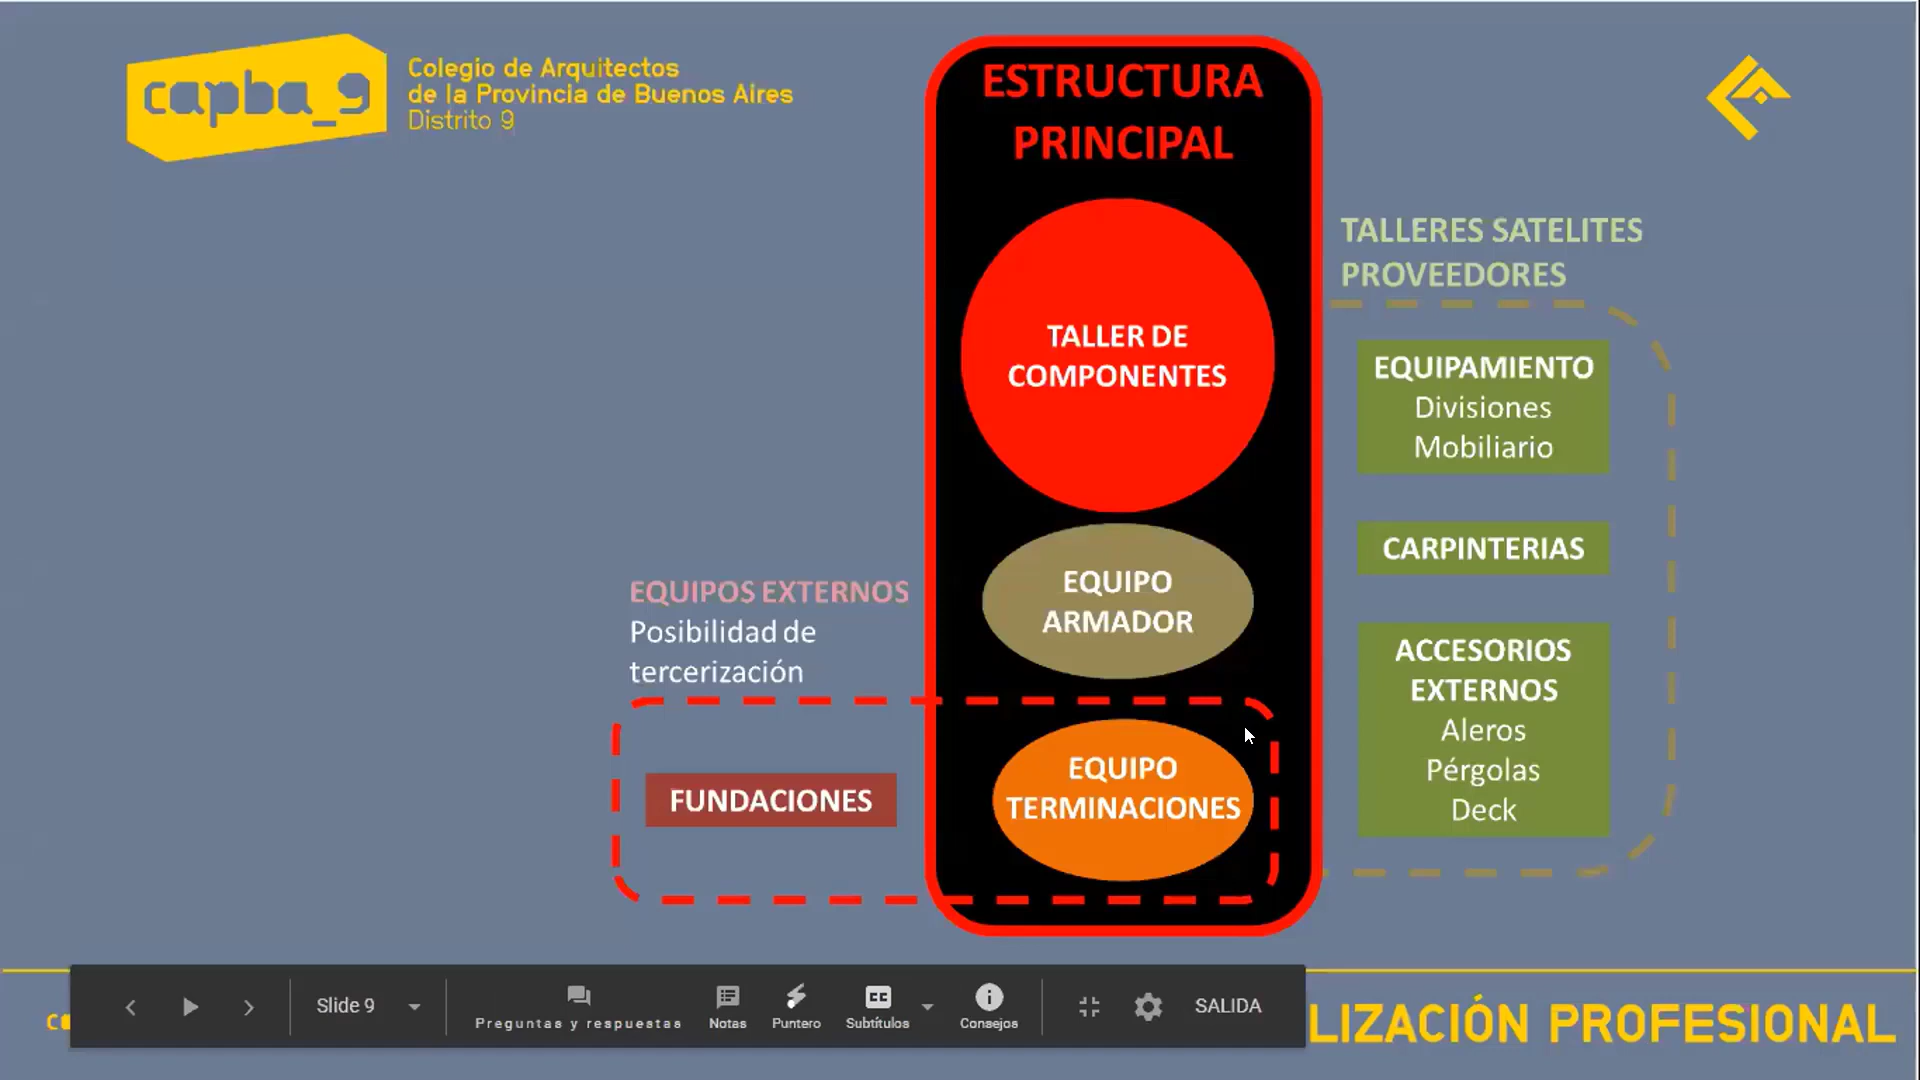 capba_9
Colegio de Arquitectos
de la Provincia de Buenos Aires
Distrito 9
ESTRUCTURA
PRINCIPAL
TALLER DE
COMPONENTES
EQUIPO
ARMADOR
EQUIPO
TERMINACIONES
EQUIPOS EXTERNOS
Posibilidad de
tercerización
FUNDACIONES
TALLERES SATELITES
PROVEEDORES
EQUIPAMIENTO
Divisiones
Mobiliario
CARPINTERIAS
ACCESORIOS
EXTERNOS
Aleros
Pérgolas
Deck
Slide 9
Preguntas y respuestas
Notas
Puntero
CC
Subtítulos
Consejos
SALIDA
LIZACIÓN PROFESIONAL